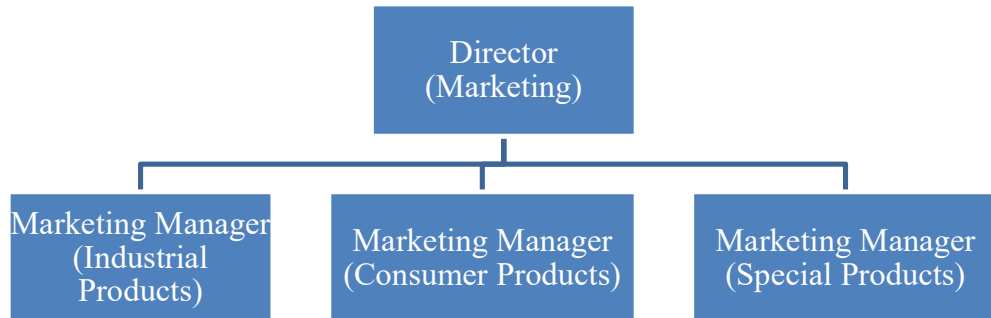 Director
(Marketing)
Marketing Manager
(Industrial
Products)
Marketing Manager
(Consumer Products)
Marketing Manager
(Special Products)